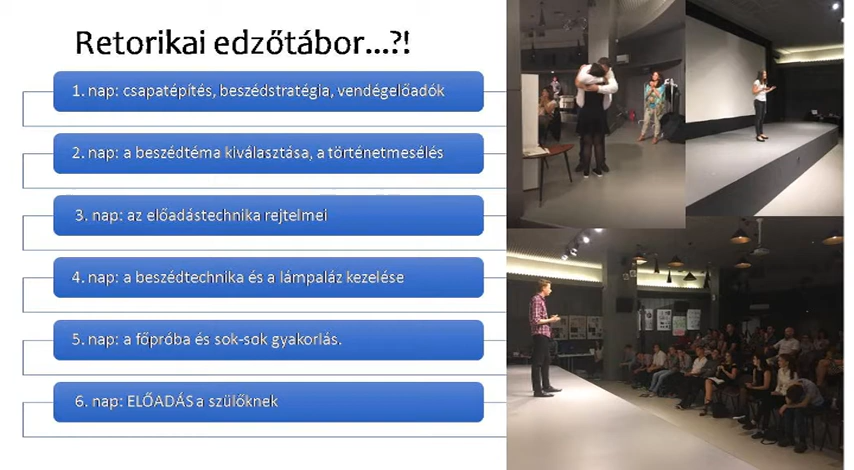 Retorikai edzőtábor...?!
1. nap: csapatépítés, beszédstratégia, vendégelőadók
2. nap: a beszédtéma kiválasztása, a történetmesélés
3. nap: az előadástechnika rejtelmei
4. nap: a beszédtechnika és a lámpaláz kezelése
5. nap: a főpróba és sok-sok gyakorlás.
6. nap: ELŐADÁS a szülőknek